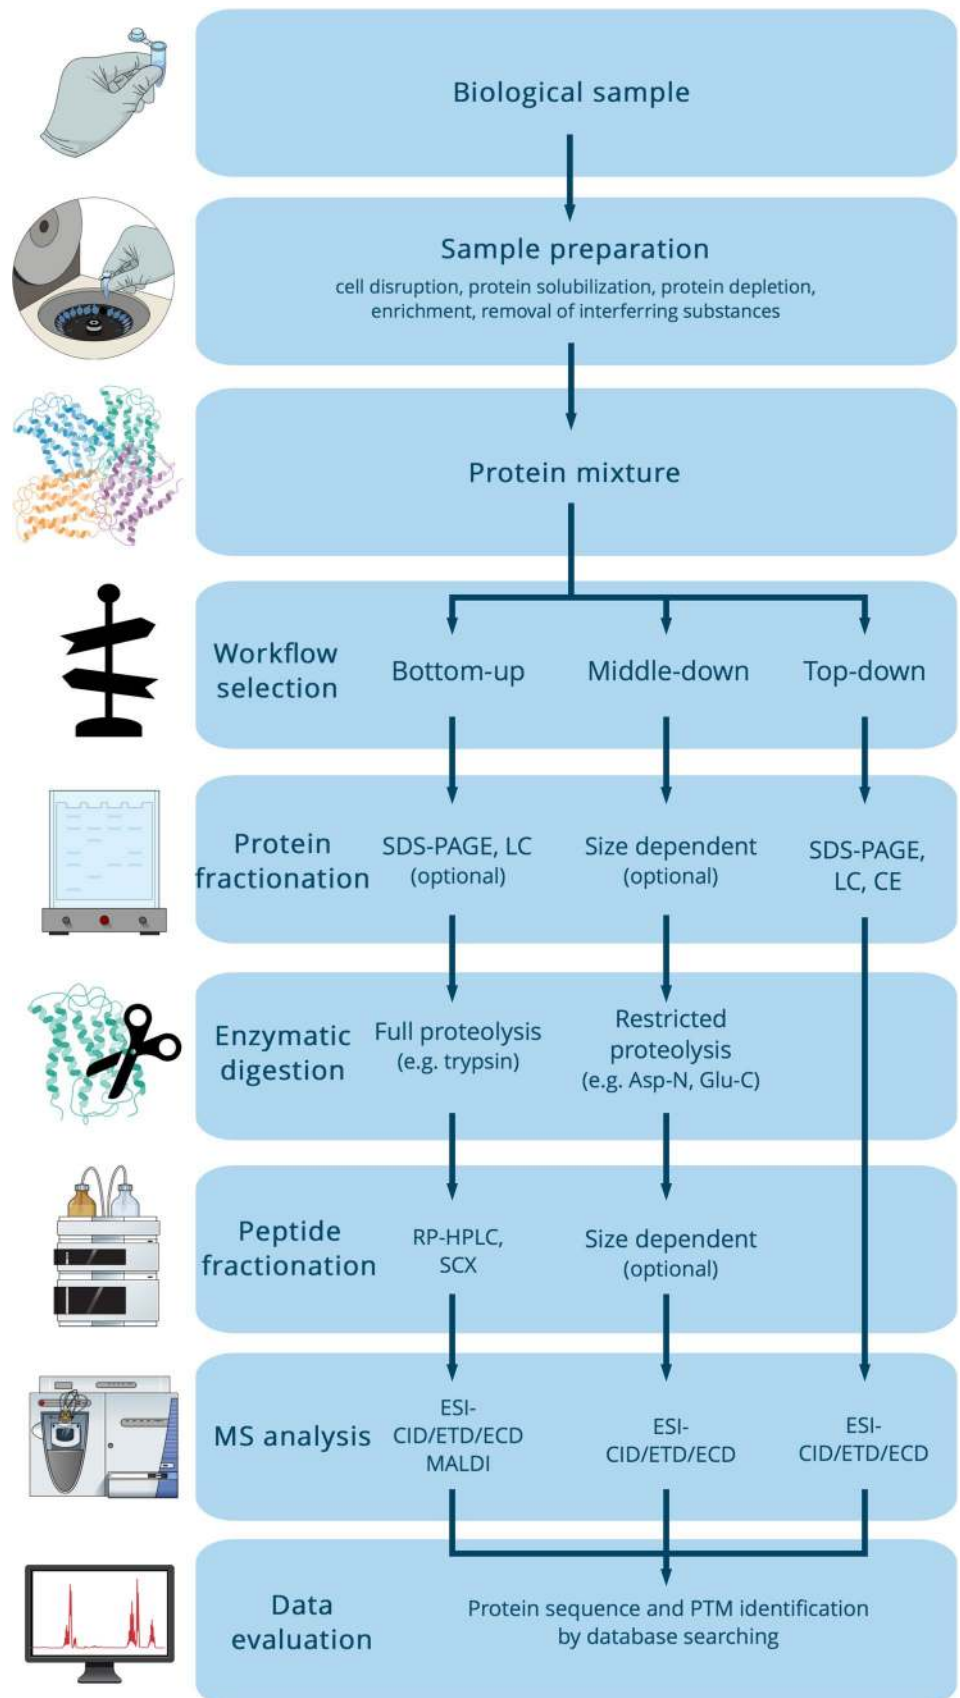 Biological sample
Sample preparation
cell disruption, protein solubilization, protein depletion,
enrichment, removal of interferring substances
Protein mixture
Workflow
selection
Bottom-up
Middle-down
Top-down
Protein
fractionation
SDS-PAGE, LC
(optional)
Size dependent
(optional)
SDS-PAGE,
LC, CE
Enzymatic
digestion
Full proteolysis
(e.g. trypsin)
Restricted
proteolysis
(e.g. Asp-N, Glu-C)
Peptide
fractionation
RP-HPLC,
SCX
Size dependent
(optional)
MS analysis
ESI-
CID/ETD/ECD
MALDI
ESI-
CID/ETD/ECD
ESI-
CID/ETD/ECD
Data
evaluation
Protein sequence and PTM identification
by database searching